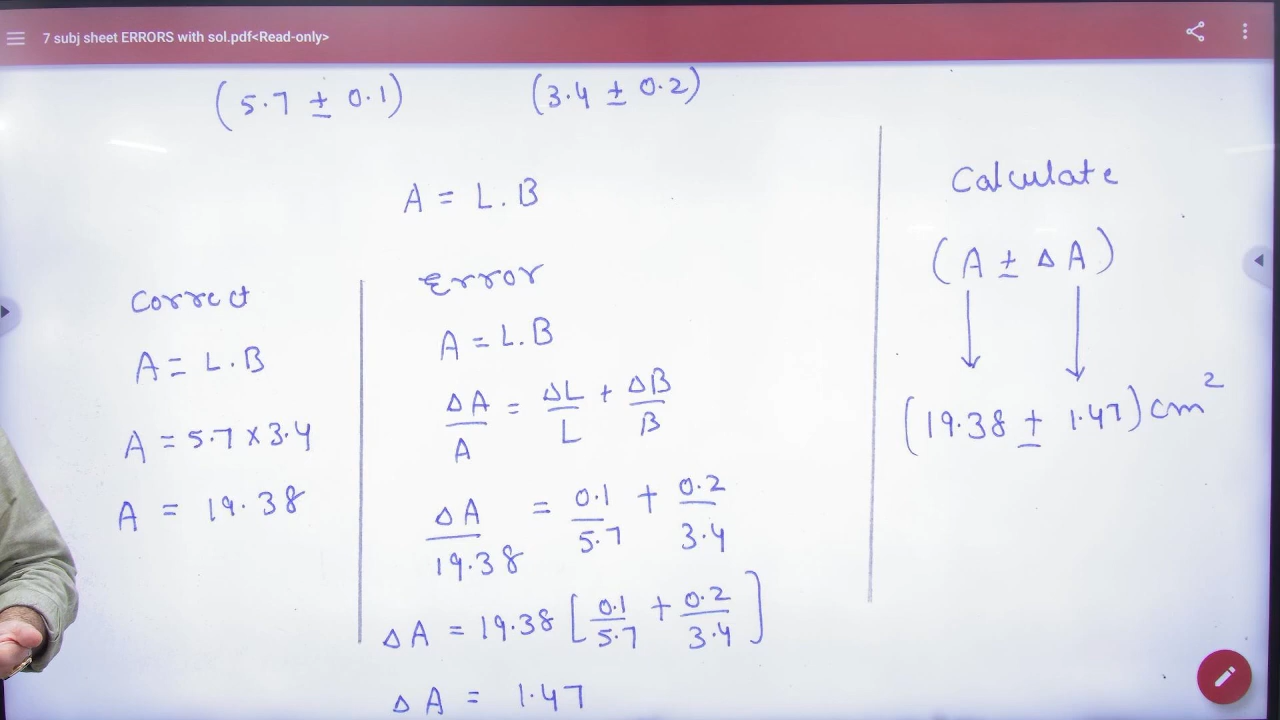 7 subj sheet ERRORS with sol.pdf<Read-only>
(5.7 ± 0.1) (3.4 ± 0.2)
A = L.B
Correct
A = L.B
A = 5.7 x 3.4
A = 19.38
Error
A = L.B
ΔA/A = ΔL/L + ΔB/B
ΔA/19.38 = 0.1/5.7 + 0.2/3.4
ΔA = 19.38 [0.1/5.7 + 0.2/3.4]
ΔA = 1.47
Calculate
(A ± ΔA)
(19.38 ± 1.47) cm²